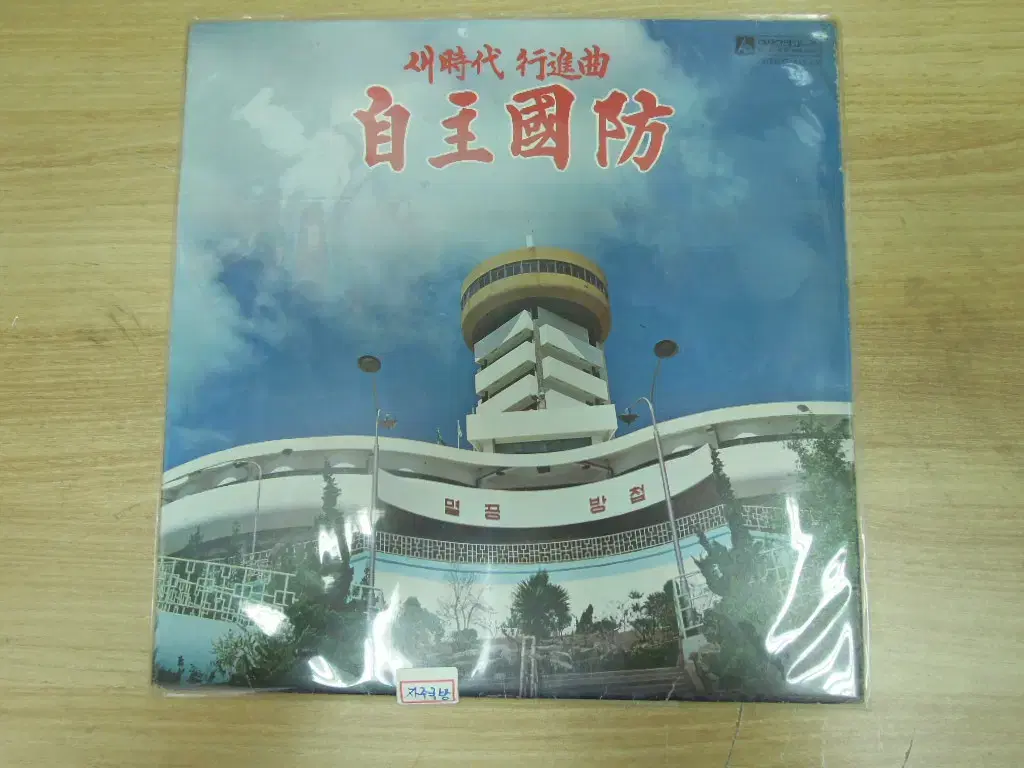 새時代 行進曲
自主國防
멸공 방첩
자주국방